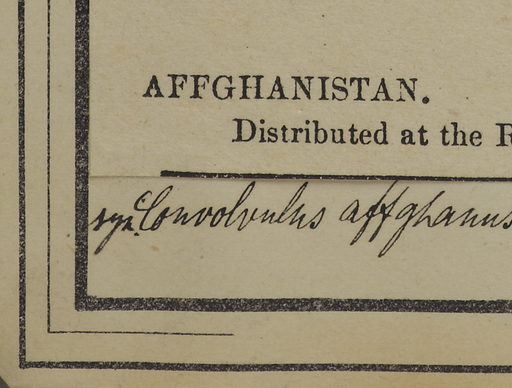 AFFGHANISTAN.
Distributed at the R
syn: Convolvulus affghanus